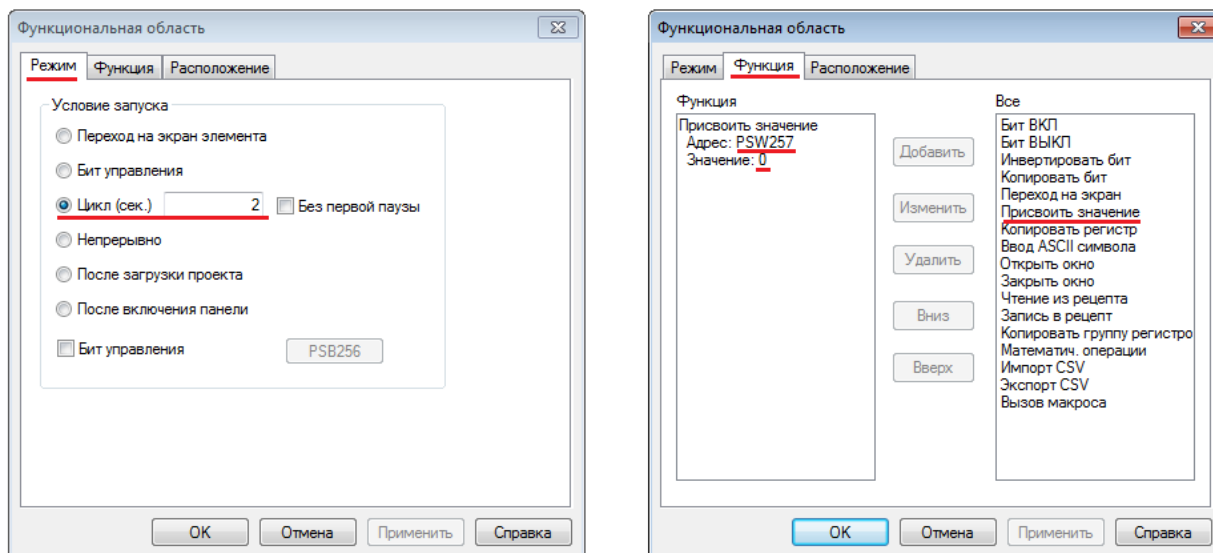 Функциональная область
Режим
Функция
Расположение
Условие запуска
Переход на экран элемента
Бит управления
Цикл (сек.)
2
Без первой паузы
Непрерывно
После загрузки проекта
После включения панели
Бит управления
PSB256
OK
Отмена
Применить
Справка
Функциональная область
Режим
Функция
Расположение
Функция
Присвоить значение
Адрес: PSW257
Значение: 0
Добавить
Изменить
Удалить
Вниз
Вверх
Все
Бит ВКЛ
Бит ВЫКЛ
Инвертировать бит
Копировать бит
Переход на экран
Присвоить значение
Копировать регистр
Ввод ASCII символа
Открыть окно
Закрыть окно
Чтение из рецепта
Запись в рецепт
Копировать группу регистро
Математич. операции
Импорт CSV
Экспорт CSV
Вызов макроса
OK
Отмена
Применить
Справка